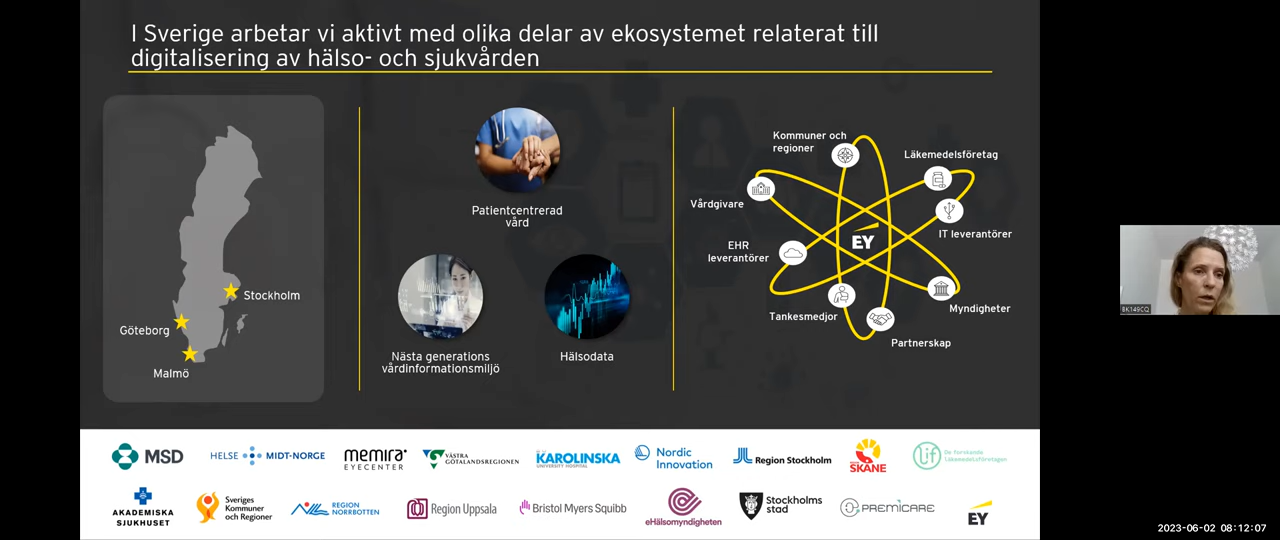 I Sverige arbetar vi aktivt med olika delar av ekosystemet relaterat till
digitalisering av hälso- och sjukvården
Stockholm
Göteborg
Malmö
Patientcentrerad
vård
Nästa generations
vårdinformationsmiljö
Hälsodata
Kommuner och
regioner
Läkemedelsföretag
Vårdgivare
IT leverantörer
EHR
leverantörer
EY
Tankesmedjor
Myndigheter
Partnerskap
BK149CQ
MSD
HELSE MIDT-NORGE
memira
EYECENTER
VÄSTRA
GÖTALANDSREGIONEN
KAROLINSKA
UNIVERSITY HOSPITAL
Nordic
Innovation
Region Stockholm
SKÅNE
Lif
De forskande
Läkemedelsföretagen
AKADEMISKA
SJUKHUSET
Sveriges
Kommuner
och Regioner
REGION
NORRBOTTEN
Region Uppsala
Bristol Myers Squibb
eHälsomyndigheten
Stockholms
stad
PREMICARE
EY
2023-06-02 08:12:07